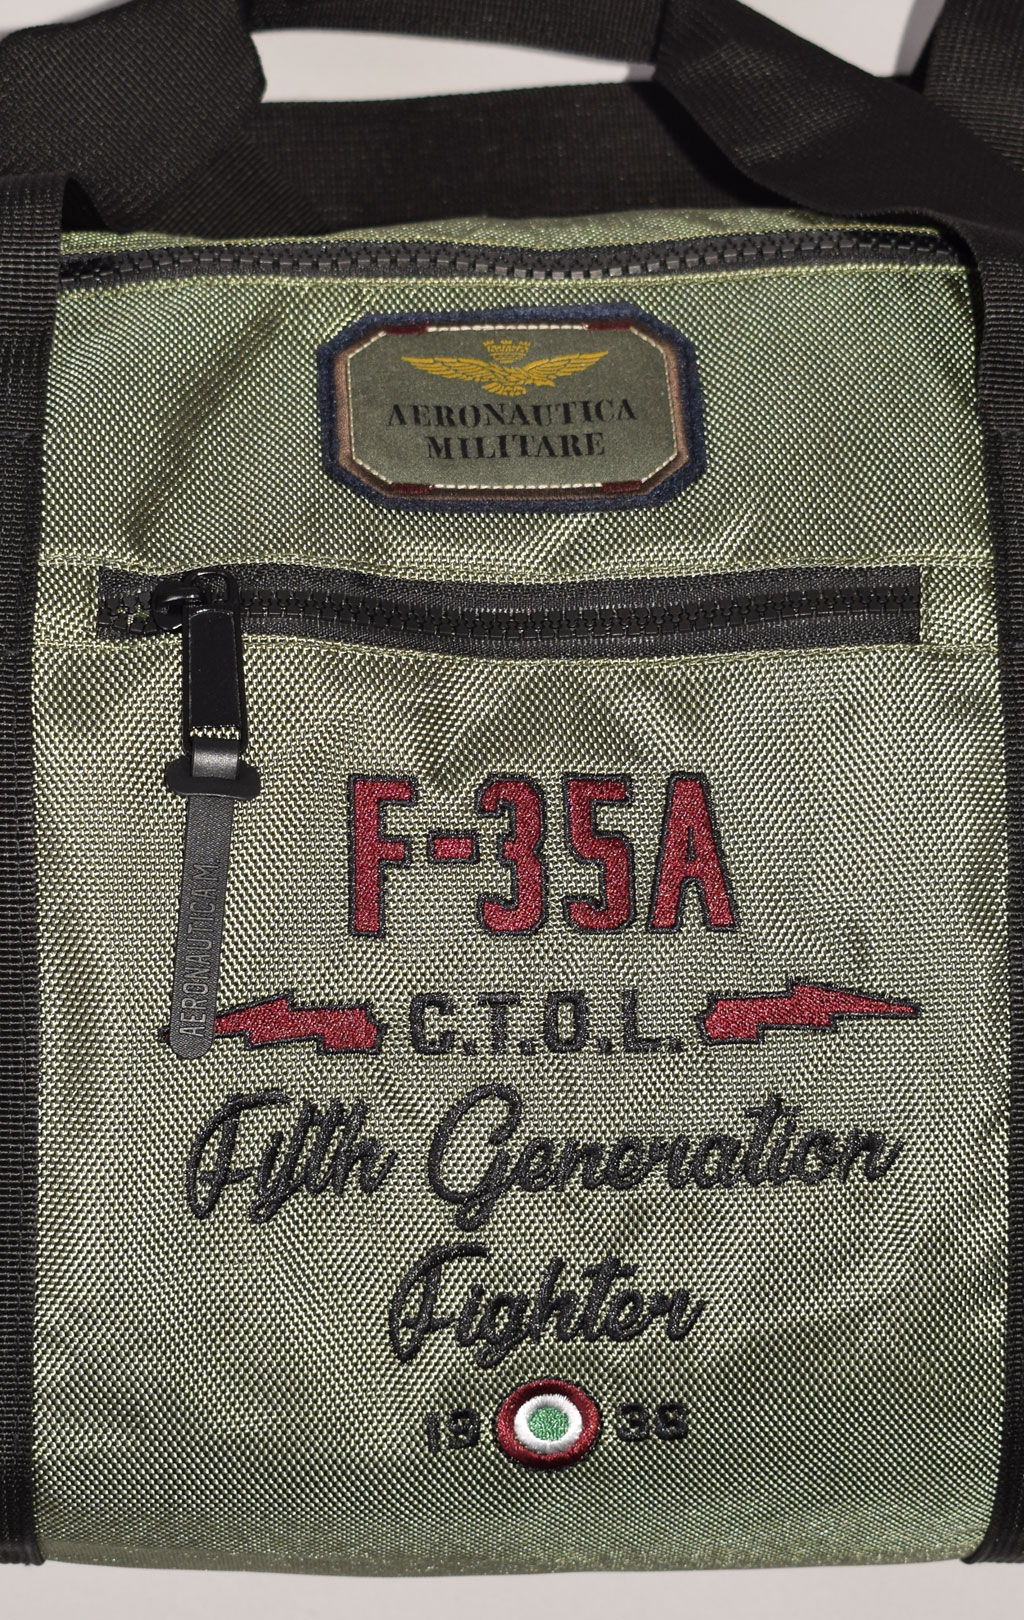 AERONAUTICA
MILITARE
F-35A
C.T.O.L.
AERONAUTICA M
Fifth Generation
Fighter
19 39